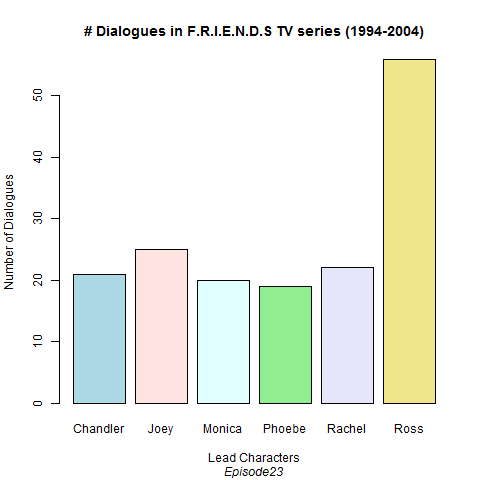 # Dialogues in F.R.I.E.N.D.S TV series (1994-2004)
Number of Dialogues
50
40
30
20
10
0
Chandler Joey Monica Phoebe Rachel Ross
Lead Characters
Episode23